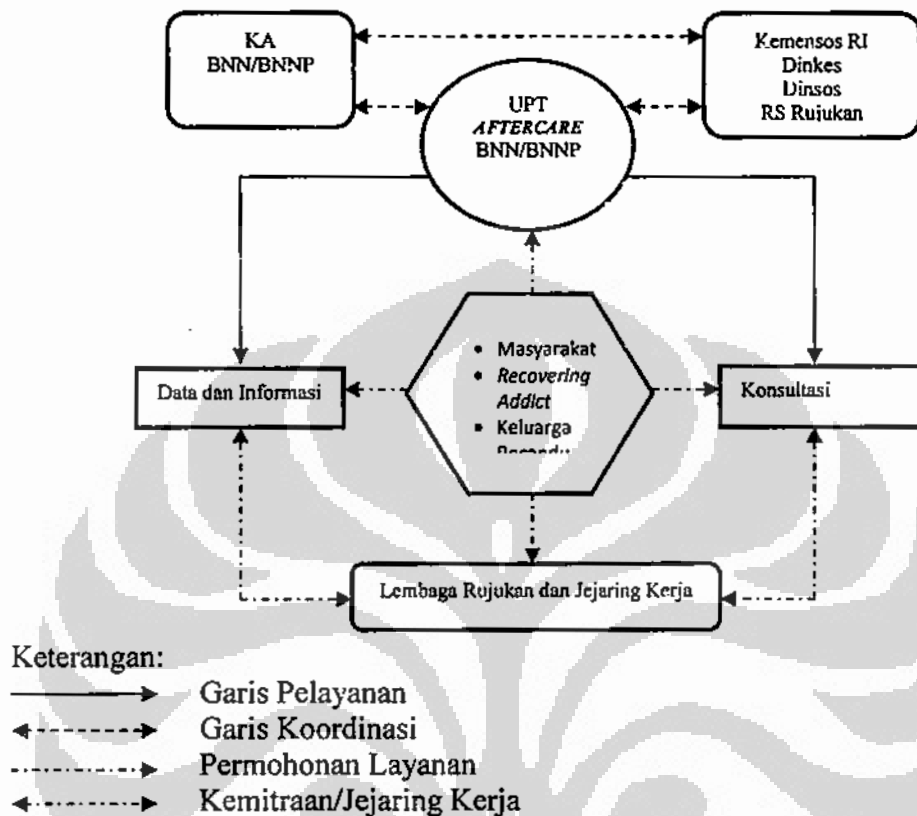 KA
BNN/BNNP
Kemensos RI
Dinkes
Dinsos
RS Rujukan
UPT
AFTERCARE
BNN/BNNP
• Masyarakat
• Recovering
Addict
• Keluarga
Data dan Informasi
Konsultasi
Lembaga Rujukan dan Jejaring Kerja
Keterangan:
Garis Pelayanan
Garis Koordinasi
Permohonan Layanan
Kemitraan/Jejaring Kerja